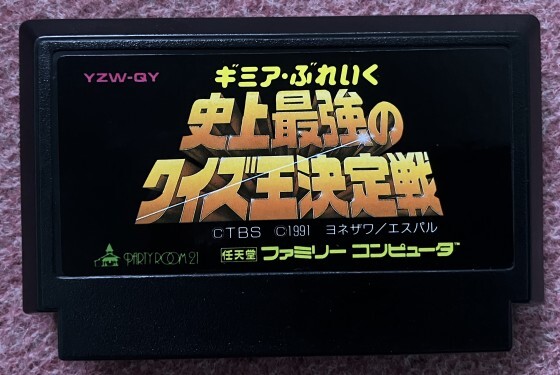 YZW-QY
ギミア・ぶれいく
史上最強の
クイズ王決定戦
©TBS ©1991 ヨネザワ/エスパル
PARTY ROOM 21
任天堂 ファミリー コンピュータ™